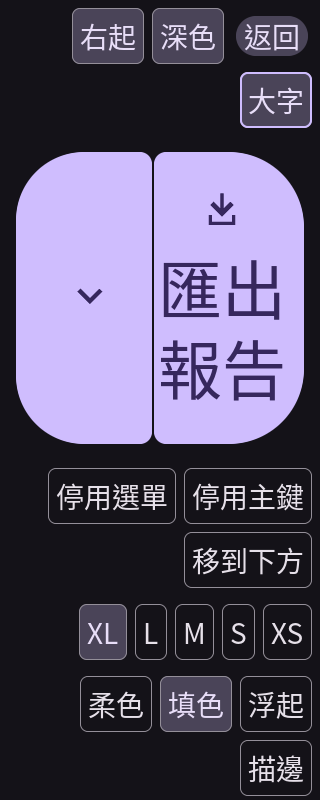 右起 深色 返回
大字
匯出
報告
停用選單 停用主鍵
移到下方
XL L M S XS
柔色 填色 浮起
描邊